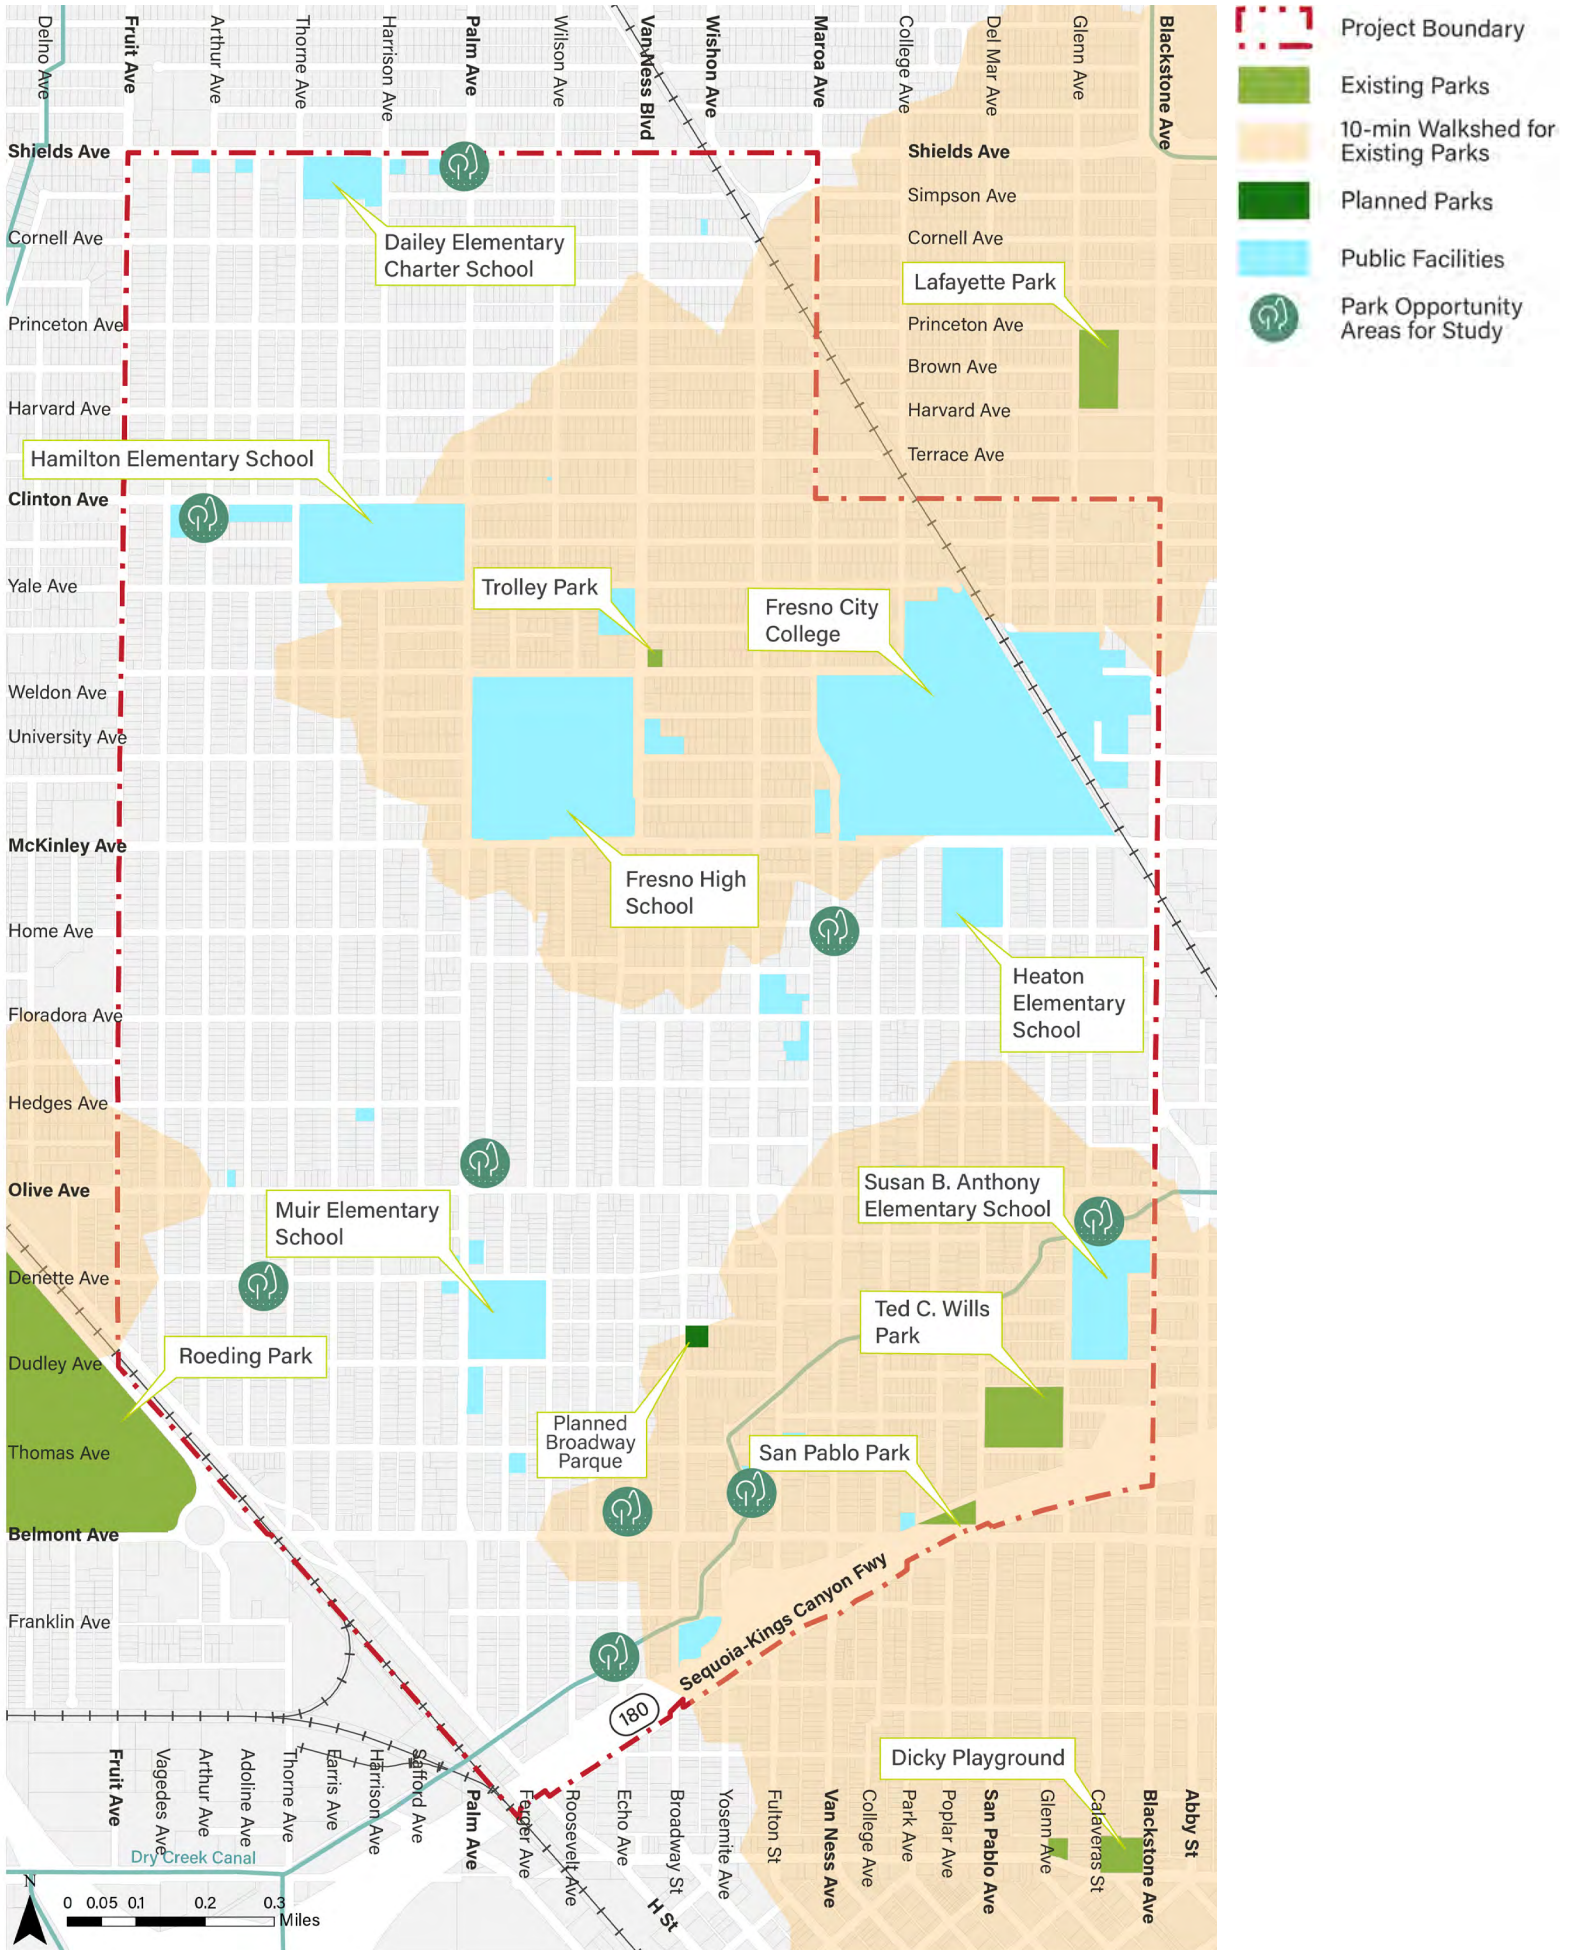 Delno Ave
Fruit Ave
Arthur Ave
Thorne Ave
Harrison Ave
Palm Ave
Wilson Ave
Van Ness Blvd
Wishon Ave
Maroa Ave
College Ave
Del Mar Ave
Glenn Ave
Blackstone Ave
Project Boundary
Existing Parks
10-min Walkshed for
Existing Parks
Planned Parks
Public Facilities
Park Opportunity
Areas for Study
Shields Ave
Shields Ave
Simpson Ave
Cornell Ave
Cornell Ave
Dailey Elementary
Charter School
Lafayette Park
Princeton Ave
Princeton Ave
Brown Ave
Harvard Ave
Harvard Ave
Terrace Ave
Hamilton Elementary School
Clinton Ave
Yale Ave
Trolley Park
Fresno City
College
Weldon Ave
University Ave
McKinley Ave
Fresno High
School
Home Ave
Heaton
Elementary
School
Floradora Ave
Hedges Ave
Olive Ave
Susan B. Anthony
Elementary School
Muir Elementary
School
Denette Ave
Ted C. Wills
Park
Roeding Park
Dudley Ave
Planned
Broadway
Parque
San Pablo Park
Thomas Ave
Belmont Ave
Sequoia-Kings Canyon Fwy
Franklin Ave
180
Dicky Playground
Fruit Ave
Vagedes Ave
Arthur Ave
Adoline Ave
Thorne Ave
Farris Ave
Harrison Ave
Safford Ave
Palm Ave
Ferger Ave
Roosevelt Ave
Echo Ave
Broadway St
Yosemite Ave
Fulton St
Van Ness Ave
College Ave
Park Ave
Poplar Ave
San Pablo Ave
Glenn Ave
Calaveras St
Blackstone Ave
Abby St
Dry Creek Canal
H St
N
0 0.05 0.1 0.2 0.3
Miles